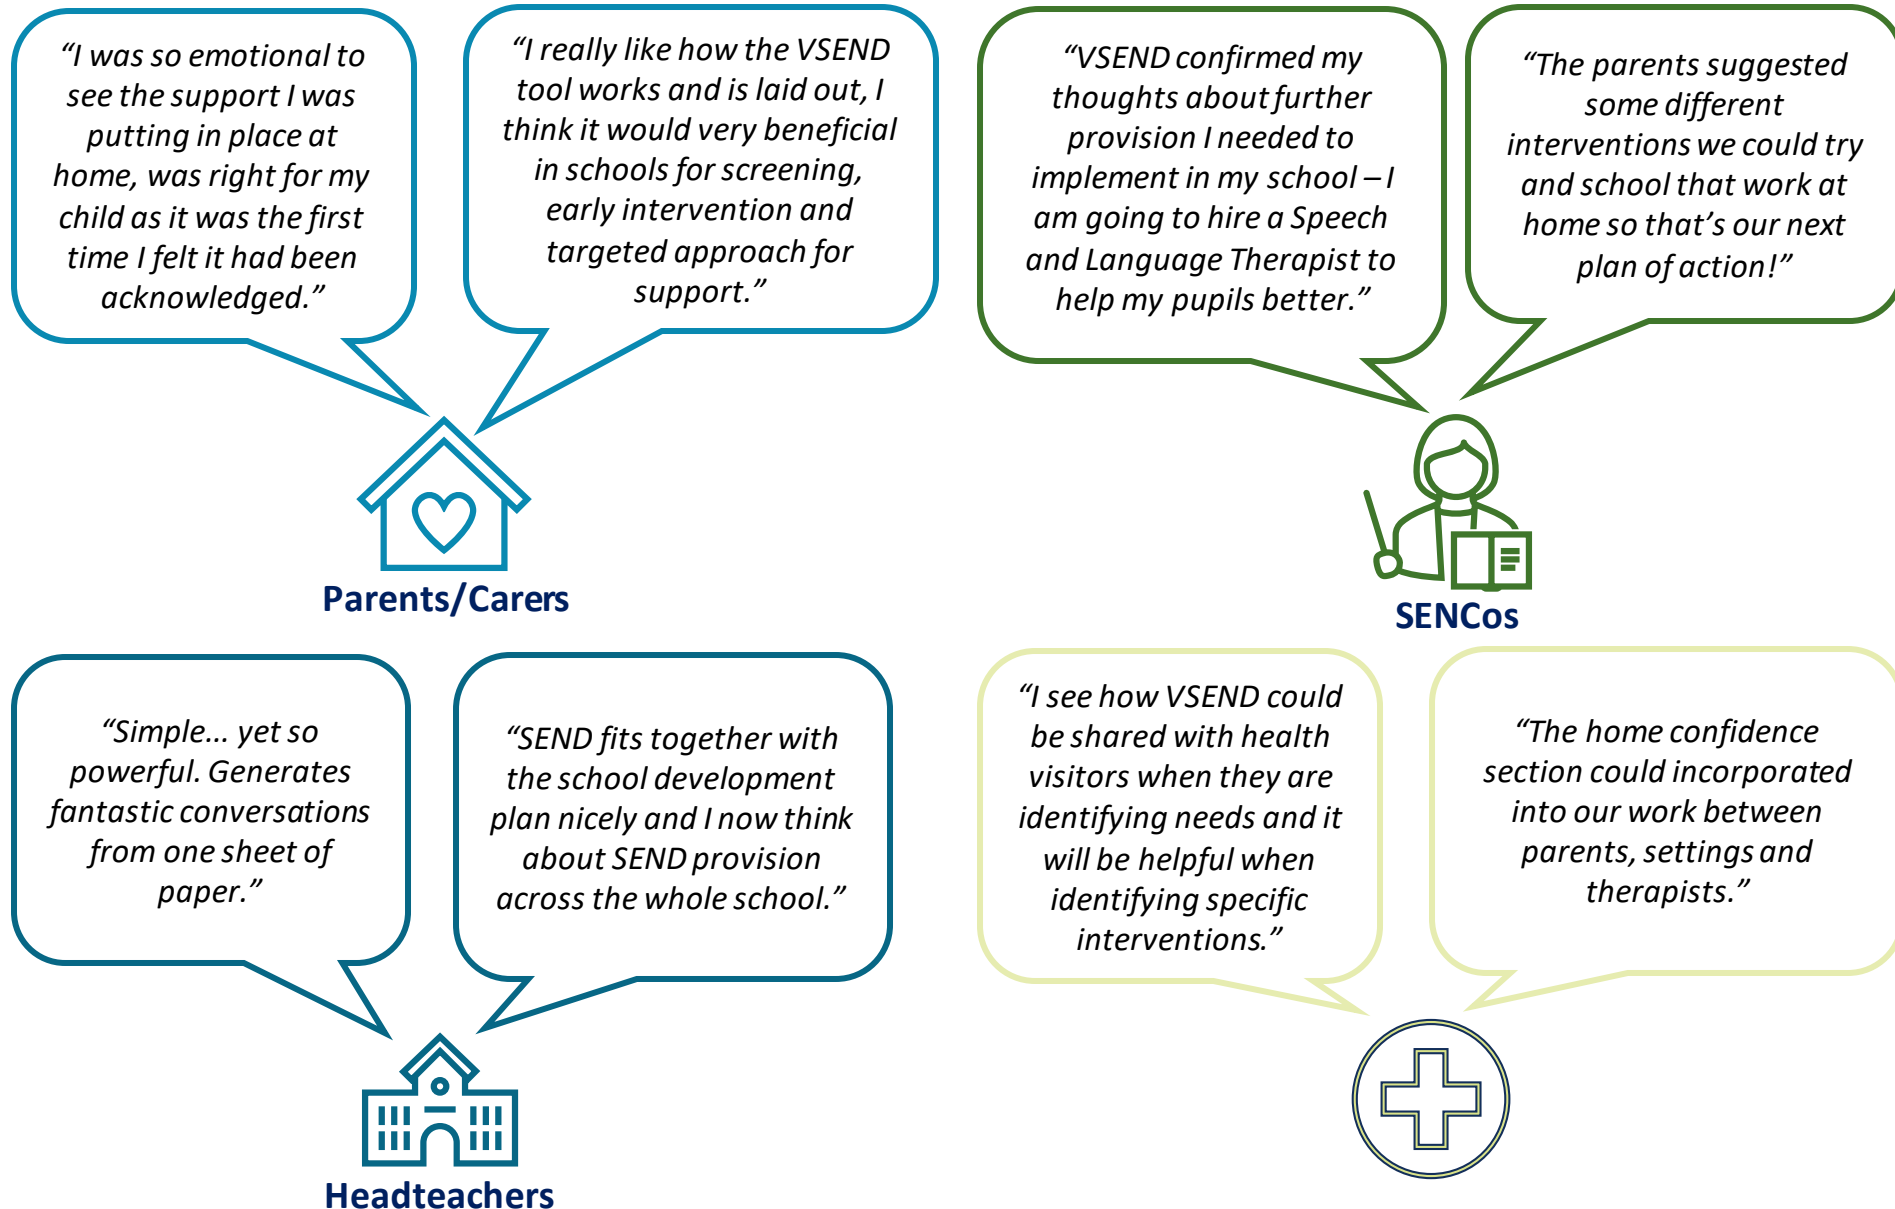 “I was so emotional to
see the support I was
putting in place at
home, was right for my
child as it was the first
time I felt it had been
acknowledged.”
“I really like how the VSEND
tool works and is laid out, I
think it would very beneficial
in schools for screening,
early intervention and
targeted approach for
support.”
Parents/Carers
“VSEND confirmed my
thoughts about further
provision I needed to
implement in my school – I
am going to hire a Speech
and Language Therapist to
help my pupils better.”
“The parents suggested
some different
interventions we could try
and school that work at
home so that’s our next
plan of action!”
SENCos
“Simple... yet so
powerful. Generates
fantastic conversations
from one sheet of
paper.”
“SEND fits together with
the school development
plan nicely and I now think
about SEND provision
across the whole school.”
Headteachers
“I see how VSEND could
be shared with health
visitors when they are
identifying needs and it
will be helpful when
identifying specific
interventions.”
“The home confidence
section could incorporated
into our work between
parents, settings and
therapists.”